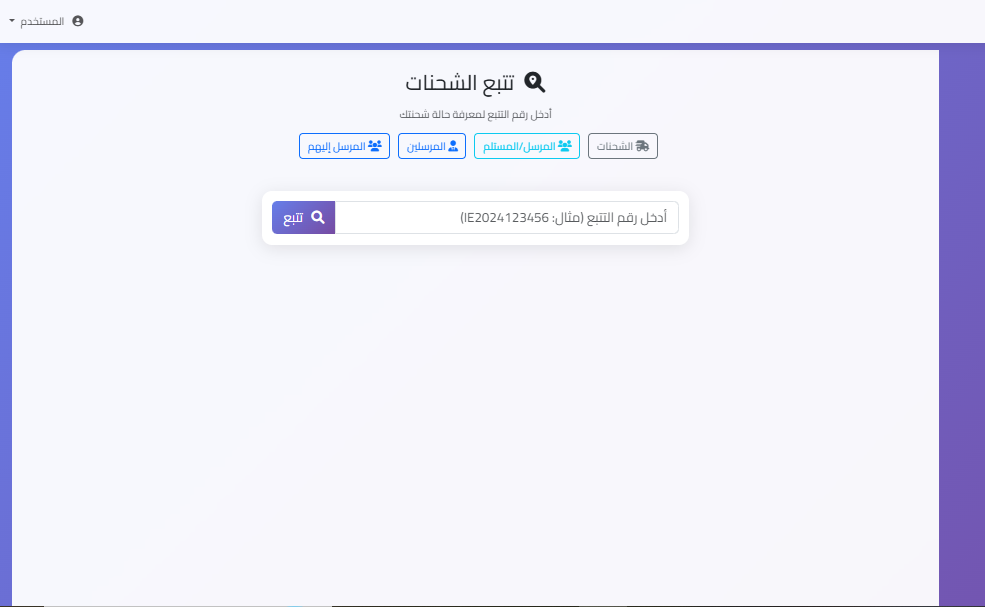 المستخدم
تتبع الشحنات
أدخل رقم التتبع لمعرفة حالة شحنتك
الشحنات المرسل/المستلم المرسلين المرسل إليهم
أدخل رقم التتبع (مثال: IE2024123456) تتبع